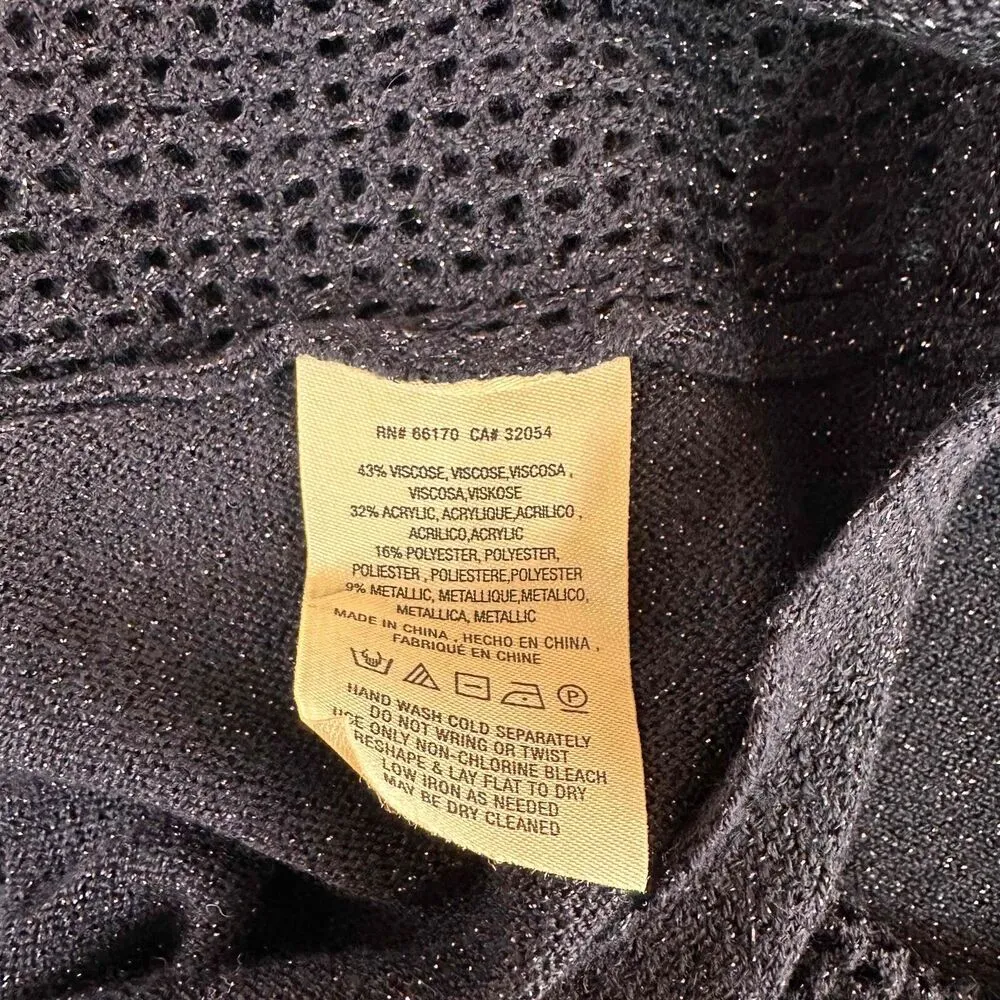 RN# 66170 CA# 32054
43% VISCOSE, VISCOSE,VISCOSA ,
VISCOSA,VISKOSE
32% ACRYLIC, ACRYLIQUE,ACRILICO ,
ACRILICO,ACRYLIC
16% POLYESTER, POLYESTER,
POLIESTER , POLIESTERE,POLYESTER
9% METALLIC, METALLIQUE,METALICO,
METALLICA, METALLIC
MADE IN CHINA , HECHO EN CHINA ,
FABRIQUÉ EN CHINE
P
HAND WASH COLD SEPARATELY
DO NOT WRING OR TWIST
USE ONLY NON-CHLORINE BLEACH
RESHAPE & LAY FLAT TO DRY
LOW IRON AS NEEDED
MAY BE DRY CLEANED